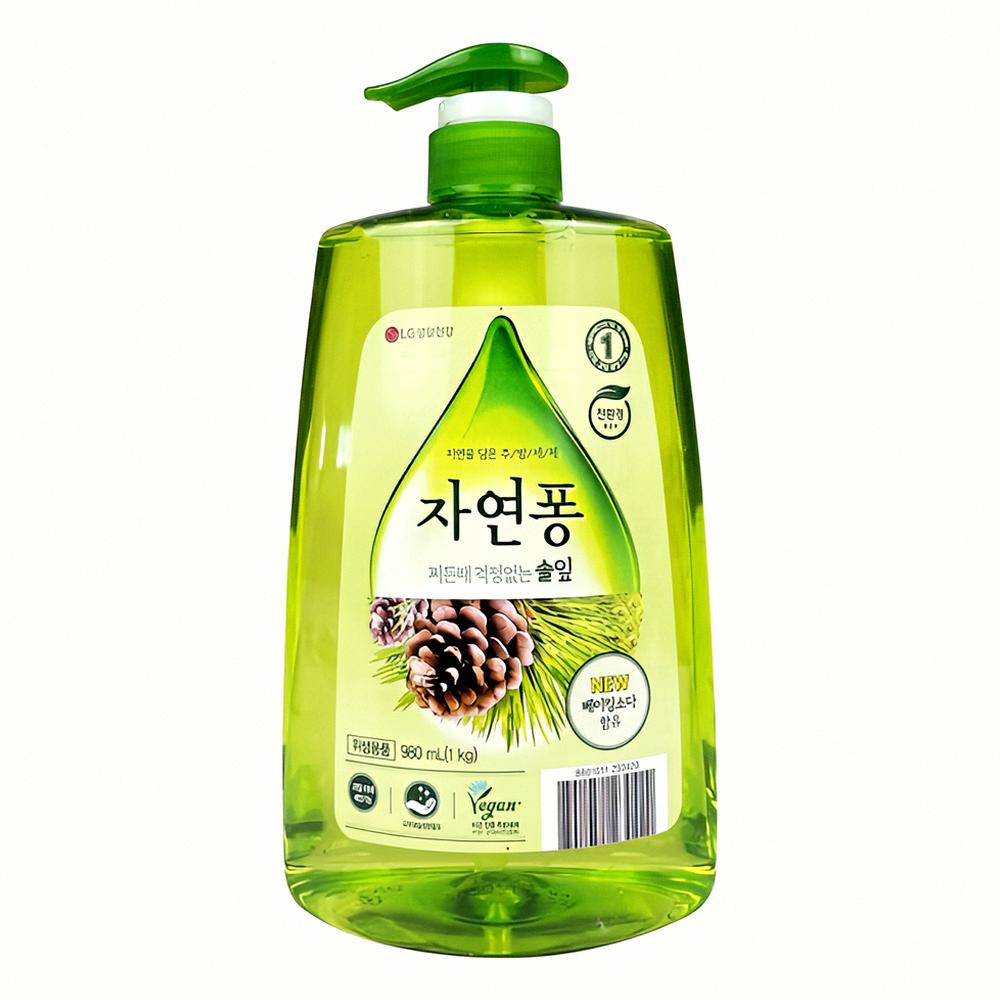 LG 생활건강
1
친환경
자연을 담은 주/방/세/제
자연퐁
찌든때 걱정없는 솔잎
NEW
베이킹소다
함유
위생용품 980 mL(1 kg)
Vegan